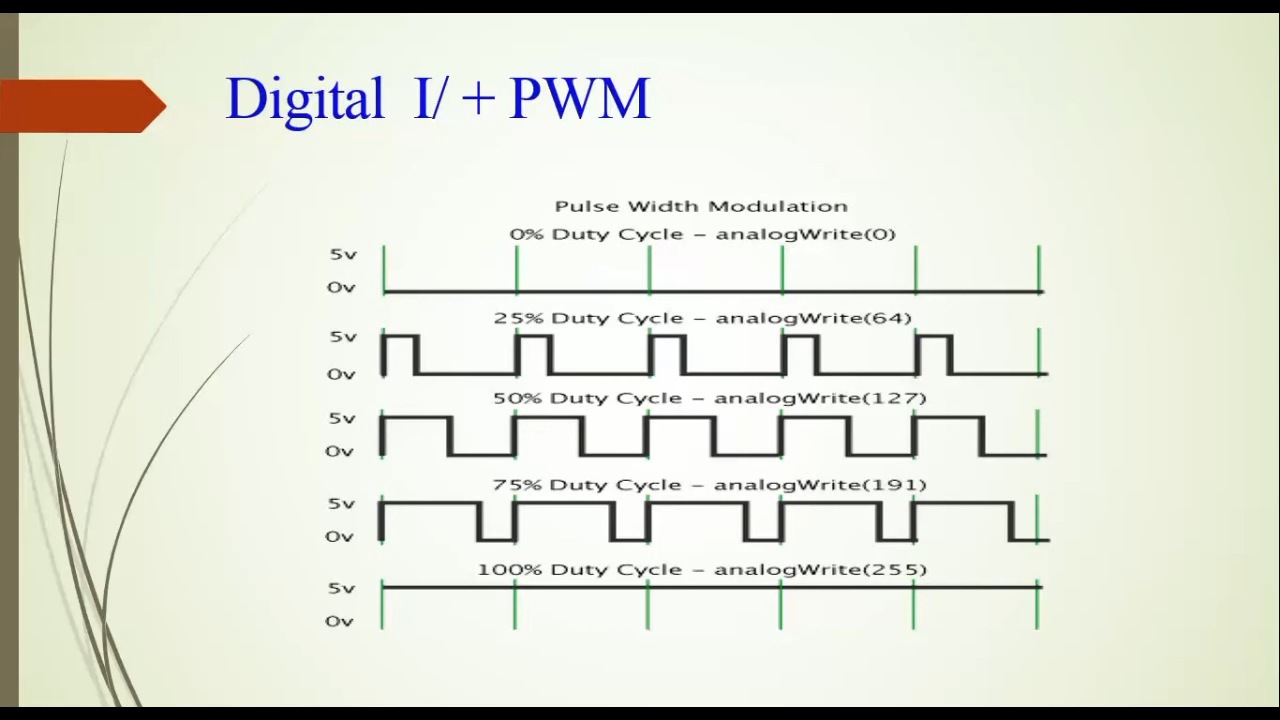 Digital I/ + PWM
Pulse Width Modulation
0% Duty Cycle – analogWrite(0)
5v
0v
25% Duty Cycle – analogWrite(64)
5v
0v
50% Duty Cycle – analogWrite(127)
5v
0v
75% Duty Cycle – analogWrite(191)
5v
0v
100% Duty Cycle – analogWrite(255)
5v
0v